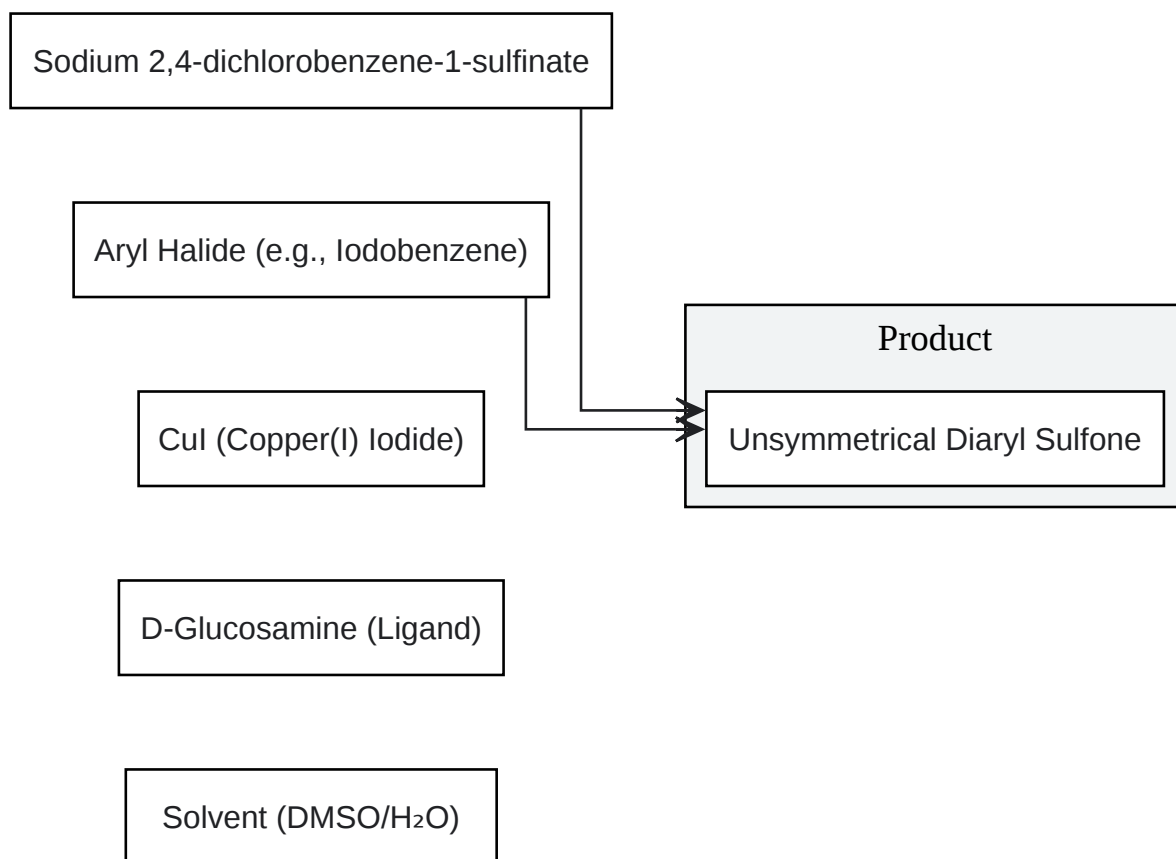 Sodium 2,4-dichlorobenzene-1-sulfinate
Aryl Halide (e.g., Iodobenzene)
Product
CuI (Copper(I) Iodide)
Unsymmetrical Diaryl Sulfone
D-Glucosamine (Ligand)
Solvent (DMSO/H₂O)